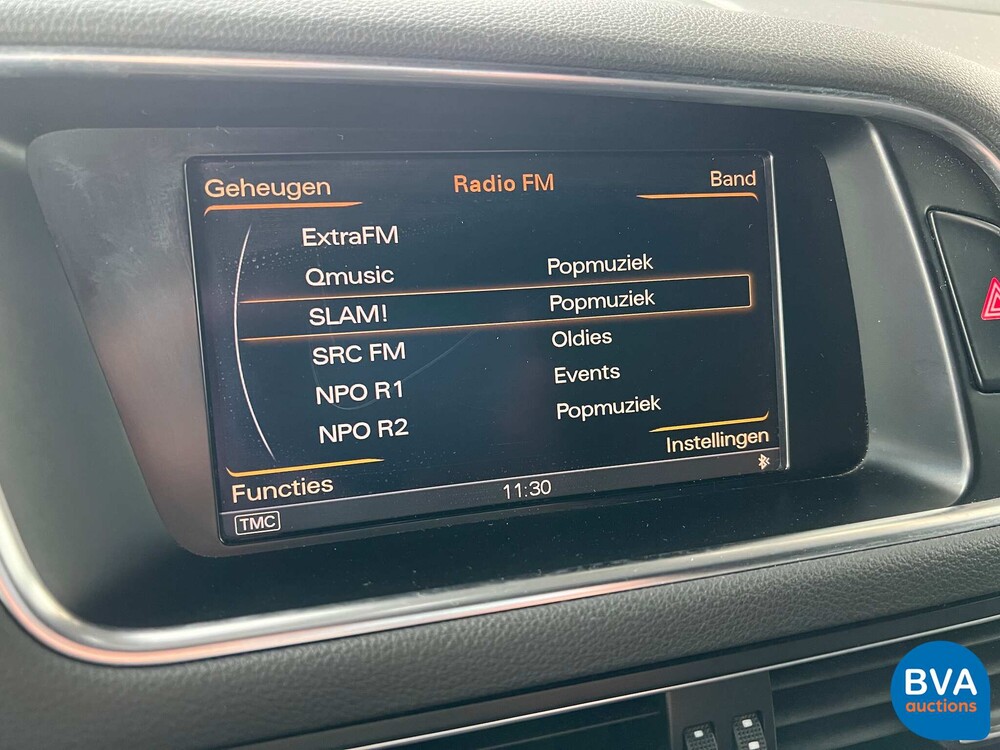 Geheugen Radio FM Band
ExtraFM
Qmusic Popmuziek
SLAM! Popmuziek
SRC FM Oldies
NPO R1 Events
NPO R2 Popmuziek
Instellingen
Functies
TMC 11:30
BVA
auctions